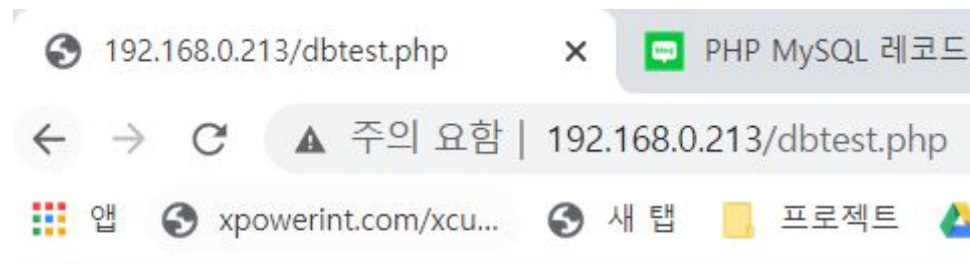 192.168.0.213/dbtest.php PHP MySQL 레코드
주의 요함 | 192.168.0.213/dbtest.php
앱 xpowerint.com/xcu... 새 탭 프로젝트